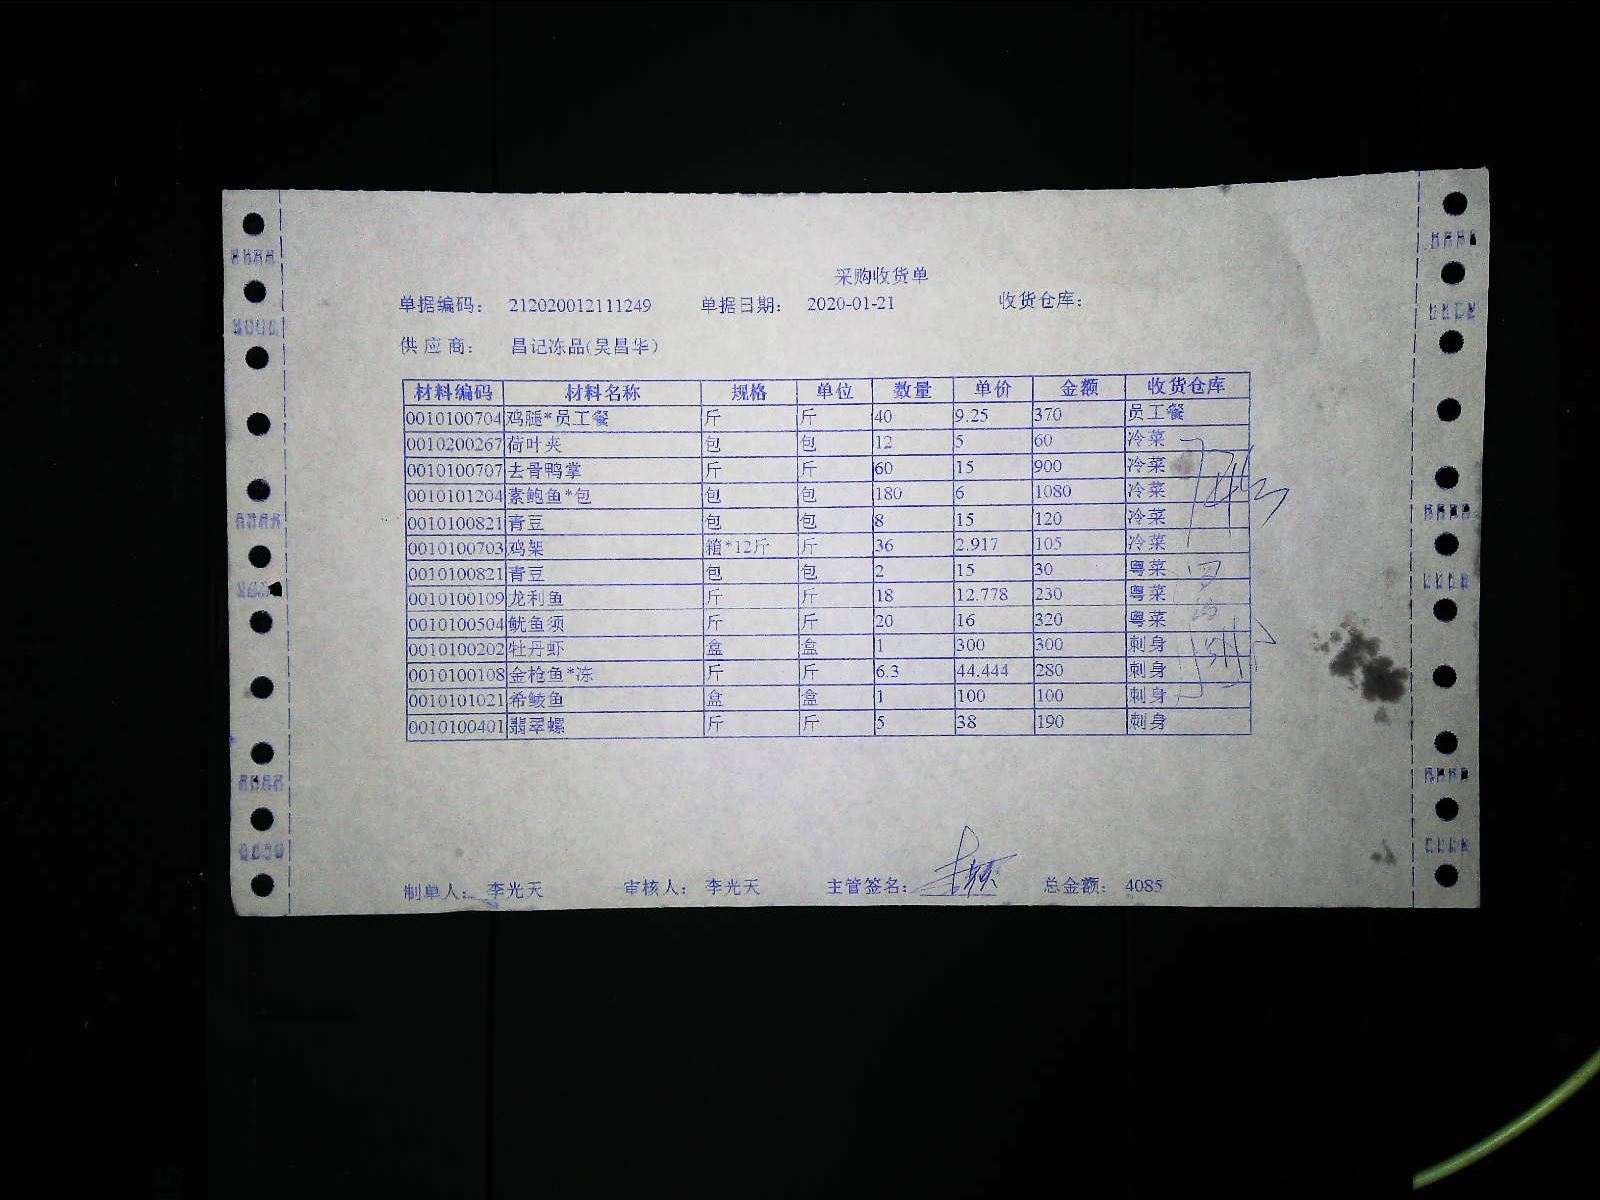 采购收货单
单据编码： 212020012111249 单据日期： 2020-01-21 收货仓库：
供应商： 昌记冻品(吴昌华)
材料编码 材料名称 规格 单位 数量 单价 金额 收货仓库
0010100704 鸡腿*员工餐 斤 斤 40 9.25 370 员工餐
0010200267 荷叶夹 包 包 12 5 60 冷菜
0010100707 去骨鸭掌 斤 斤 60 15 900 冷菜
0010101204 素鲍鱼*包 包 包 180 6 1080 冷菜
0010100821 青豆 包 包 8 15 120 冷菜
0010100703 鸡架 箱*12斤 斤 36 2.917 105 冷菜
0010100821 青豆 包 包 2 15 30 粤菜
0010100109 龙利鱼 斤 斤 18 12.778 230 粤菜
0010100504 鱿鱼须 斤 斤 20 16 320 粤菜
0010100202 牡丹虾 盒 盒 1 300 300 刺身
0010100108 金枪鱼*冻 斤 斤 6.3 44.444 280 刺身
0010101021 希鲮鱼 盒 盒 1 100 100 刺身
0010100401 翡翠螺 斤 斤 5 38 190 刺身
制单人： 李光天 审核人： 李光天 主管签名： 总金额： 4085